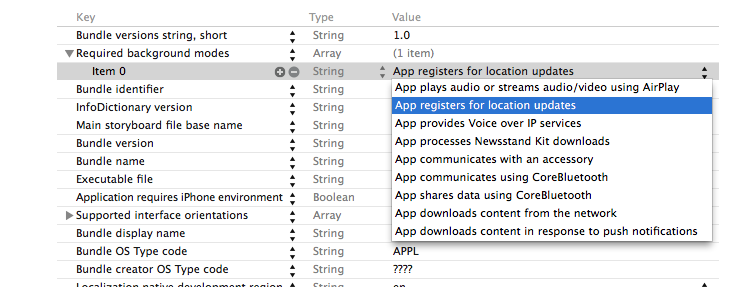 Key Type Value
Bundle versions string, short String 1.0
Required background modes Array (1 item)
Item 0 String App registers for location updates
Bundle identifier String App plays audio or streams audio/video using AirPlay
InfoDictionary version String App registers for location updates
Main storyboard file base name String App provides Voice over IP services
Bundle version String App processes Newsstand Kit downloads
Bundle name String App communicates with an accessory
Executable file String App communicates using CoreBluetooth
Application requires iPhone environment Boolean App shares data using CoreBluetooth
Supported interface orientations Array App downloads content from the network
Bundle display name String App downloads content in response to push notifications
Bundle OS Type code String APPL
Bundle creator OS Type code String ????
Localization native development region String en